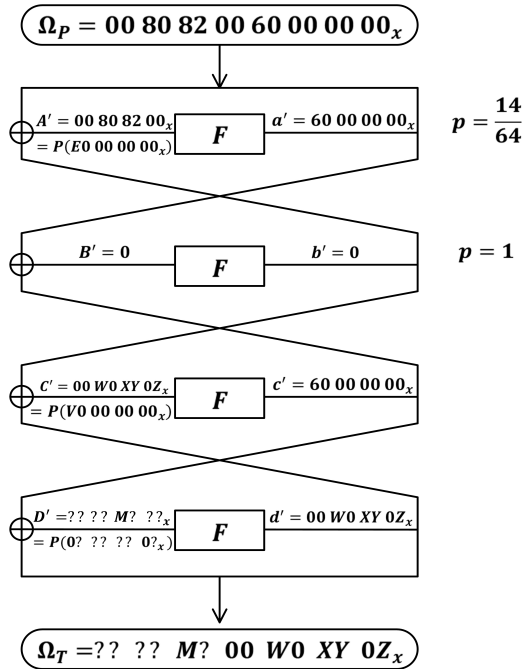 Ω_P = 00 80 82 00 60 00 00 00_x
A′ = 00 80 82 00_x F a′ = 60 00 00 00_x p = 14/64
= P(E0 00 00 00_x)
B′ = 0 F b′ = 0 p = 1
C′ = 00 W0 XY 0Z_x F c′ = 60 00 00 00_x
= P(V0 00 00 00_x)
D′ =?? ?? M? ??_x F d′ = 00 W0 XY 0Z_x
= P(0? ?? ?? 0?_x)
Ω_T =?? ?? M? 00 W0 XY 0Z_x